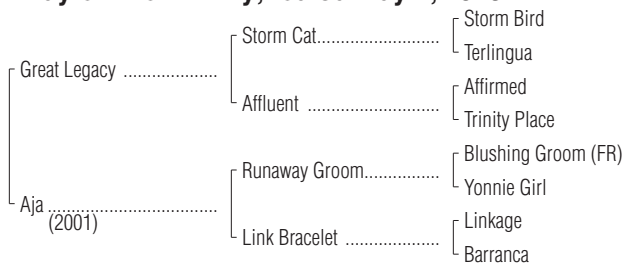 Storm Bird
Storm Cat..........................
Terlingua
Great Legacy ....................
Affirmed
Affluent ............................
Trinity Place
Blushing Groom (FR)
Runaway Groom................
Yonnie Girl
Aja ....................................
(2001)
Linkage
Link Bracelet ....................
Barranca